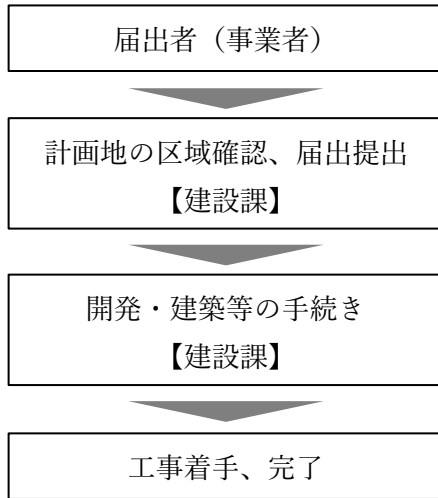 届出者（事業者）
計画地の区域確認、届出提出
【建設課】
開発・建築等の手続き
【建設課】
工事着手、完了